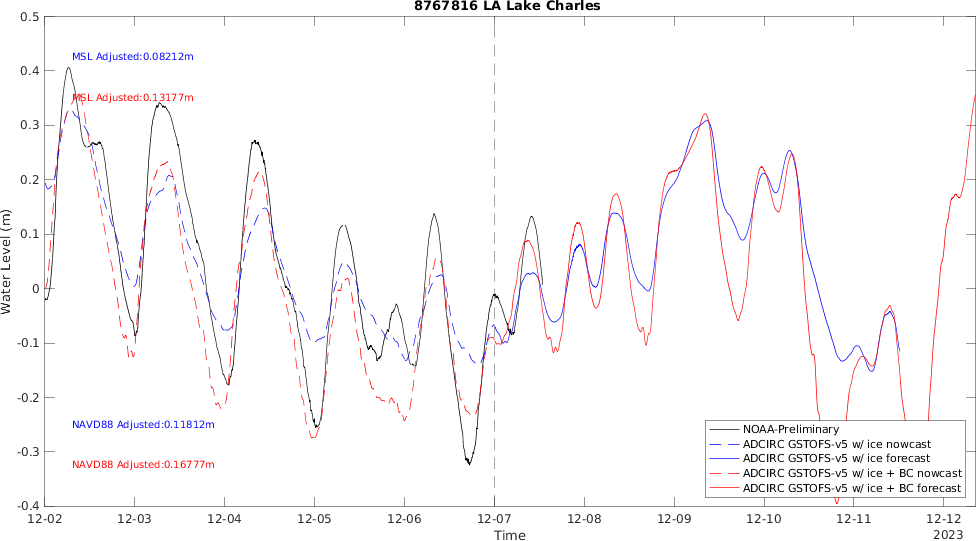 8767816 LA Lake Charles
Water Level (m)
0.5
0.4
0.3
0.2
0.1
0
-0.1
-0.2
-0.3
-0.4
MSL Adjusted:0.08212m
MSL Adjusted:0.13177m
NAVD88 Adjusted:0.11812m
NAVD88 Adjusted:0.16777m
NOAA-Preliminary
ADCIRC GSTOFS-v5 w/ ice nowcast
ADCIRC GSTOFS-v5 w/ ice forecast
ADCIRC GSTOFS-v5 w/ ice + BC nowcast
ADCIRC GSTOFS-v5 w/ ice + BC forecast
12-02 12-03 12-04 12-05 12-06 12-07 12-08 12-09 12-10 12-11 12-12
Time 2023